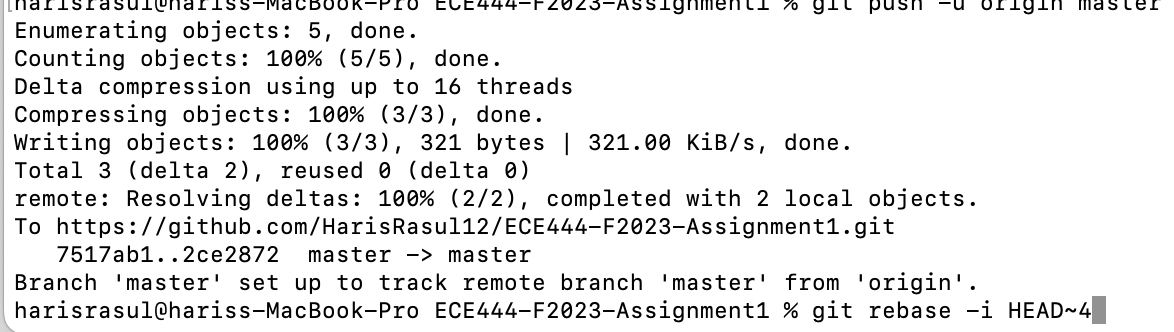 harisrasul@hariss-MacBook-Pro ECE444-F2023-Assignment1 % git push -u origin master
Enumerating objects: 5, done.
Counting objects: 100% (5/5), done.
Delta compression using up to 16 threads
Compressing objects: 100% (3/3), done.
Writing objects: 100% (3/3), 321 bytes | 321.00 KiB/s, done.
Total 3 (delta 2), reused 0 (delta 0)
remote: Resolving deltas: 100% (2/2), completed with 2 local objects.
To https://github.com/HarisRasul12/ECE444-F2023-Assignment1.git
   7517ab1..2ce2872  master -> master
Branch 'master' set up to track remote branch 'master' from 'origin'.
harisrasul@hariss-MacBook-Pro ECE444-F2023-Assignment1 % git rebase -i HEAD~4